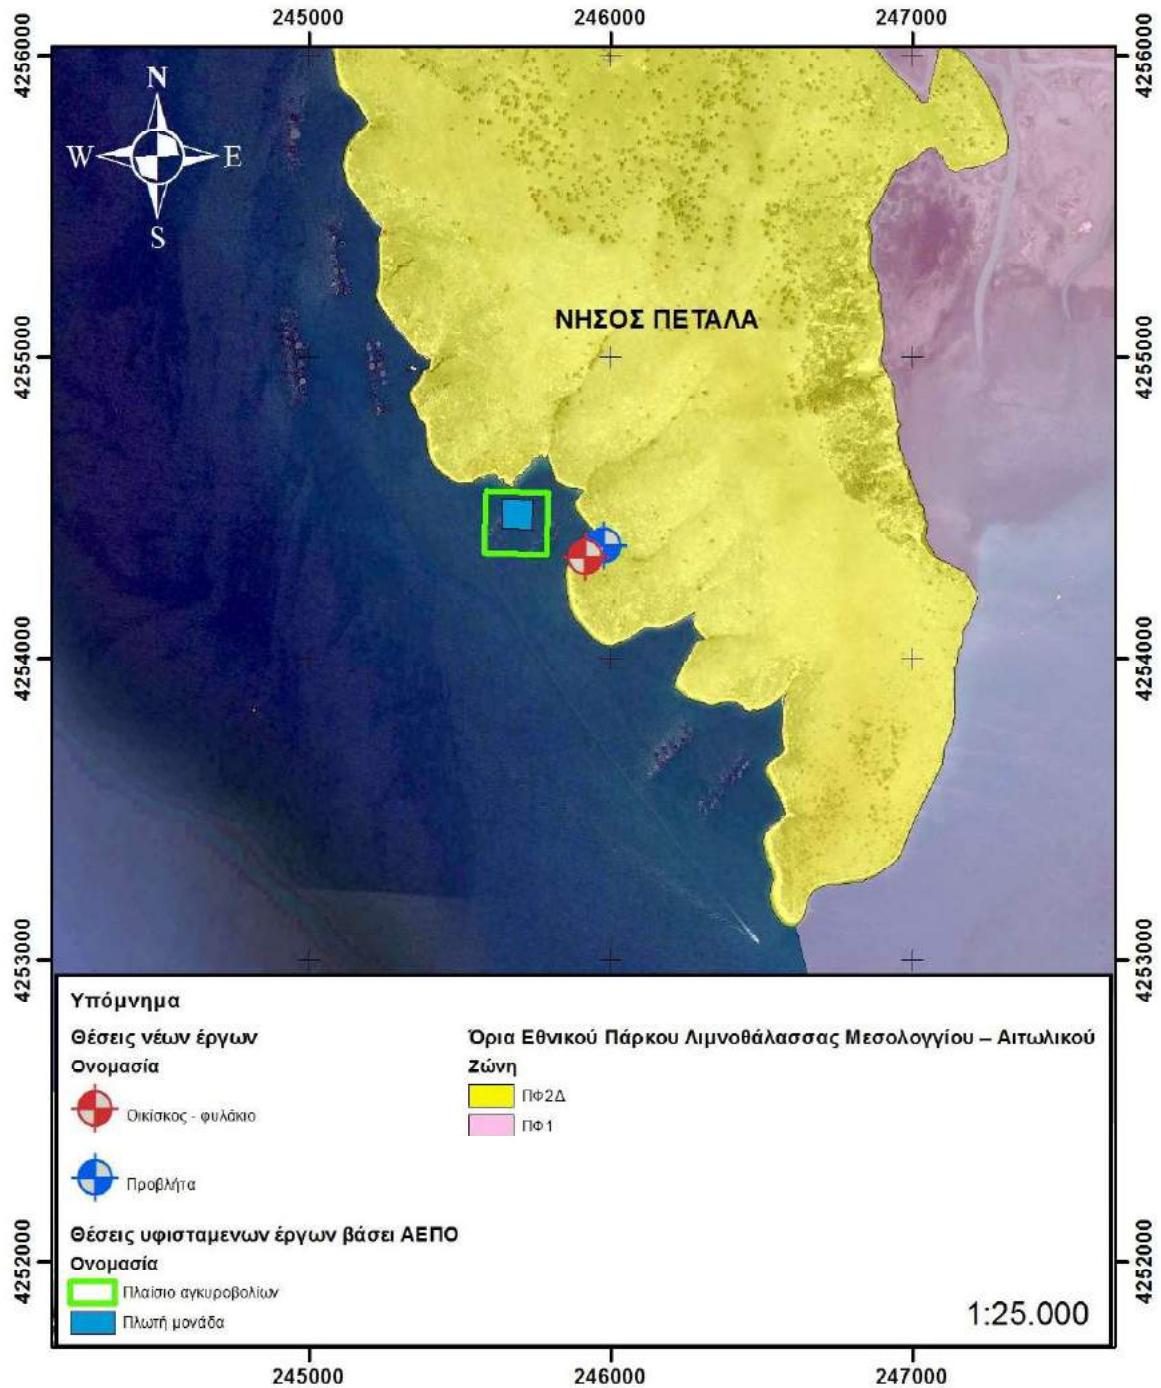 245000 246000 247000
4256000 4256000
N
W E
S
ΝΗΣΟΣ ΠΕΤΑΛΑ
4255000 4255000
4254000 4254000
4253000 4253000
Υπόμνημα
Θέσεις νέων έργων
Ονομασία
Οικίσκος - φυλάκιο
Προβλήτα
Θέσεις υφισταμενων έργων βάσει ΑΕΠΟ
Ονομασία
Πλαίσιο αγκυροβολίων
Πλωτή μονάδα
Όρια Εθνικού Πάρκου Λιμνοθάλασσας Μεσολογγίου – Αιτωλικού
Ζώνη
ΠΦ2Δ
ΠΦ1
1:25.000
4252000 4252000
245000 246000 247000